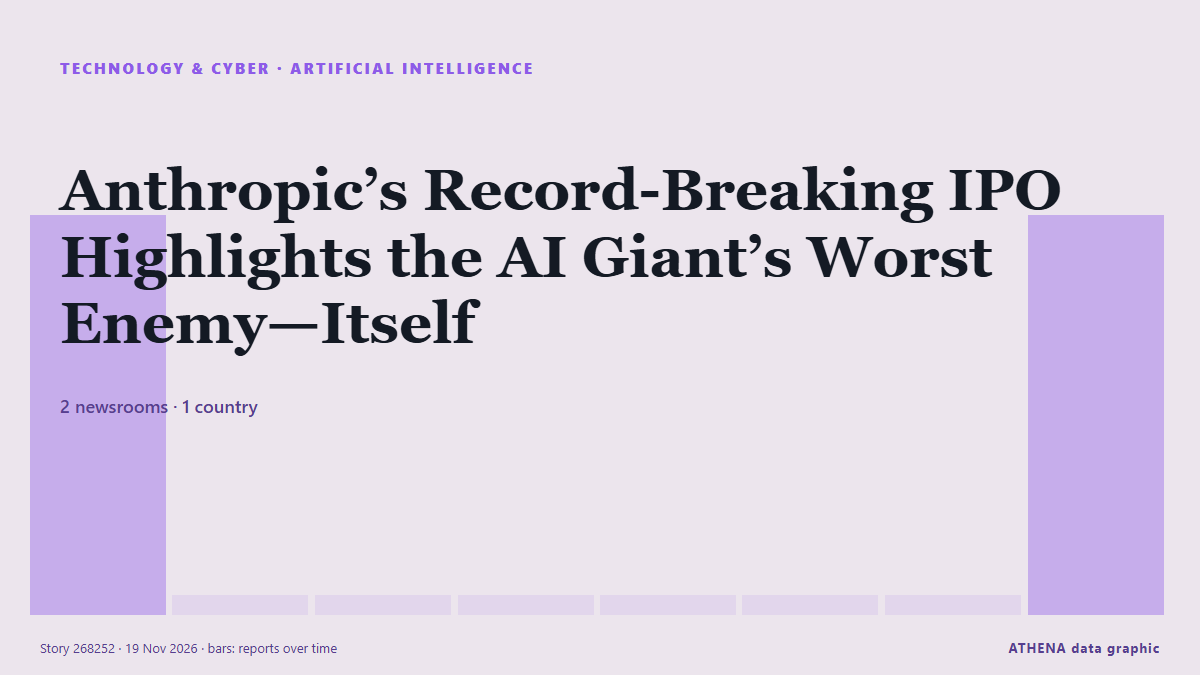 TECHNOLOGY & CYBER · ARTIFICIAL INTELLIGENCE
Anthropic’s Record-Breaking IPO
Highlights the AI Giant’s Worst
Enemy—Itself
2 newsrooms · 1 country
Story 268252 · 19 Nov 2026 · bars: reports over time
ATHENA data graphic